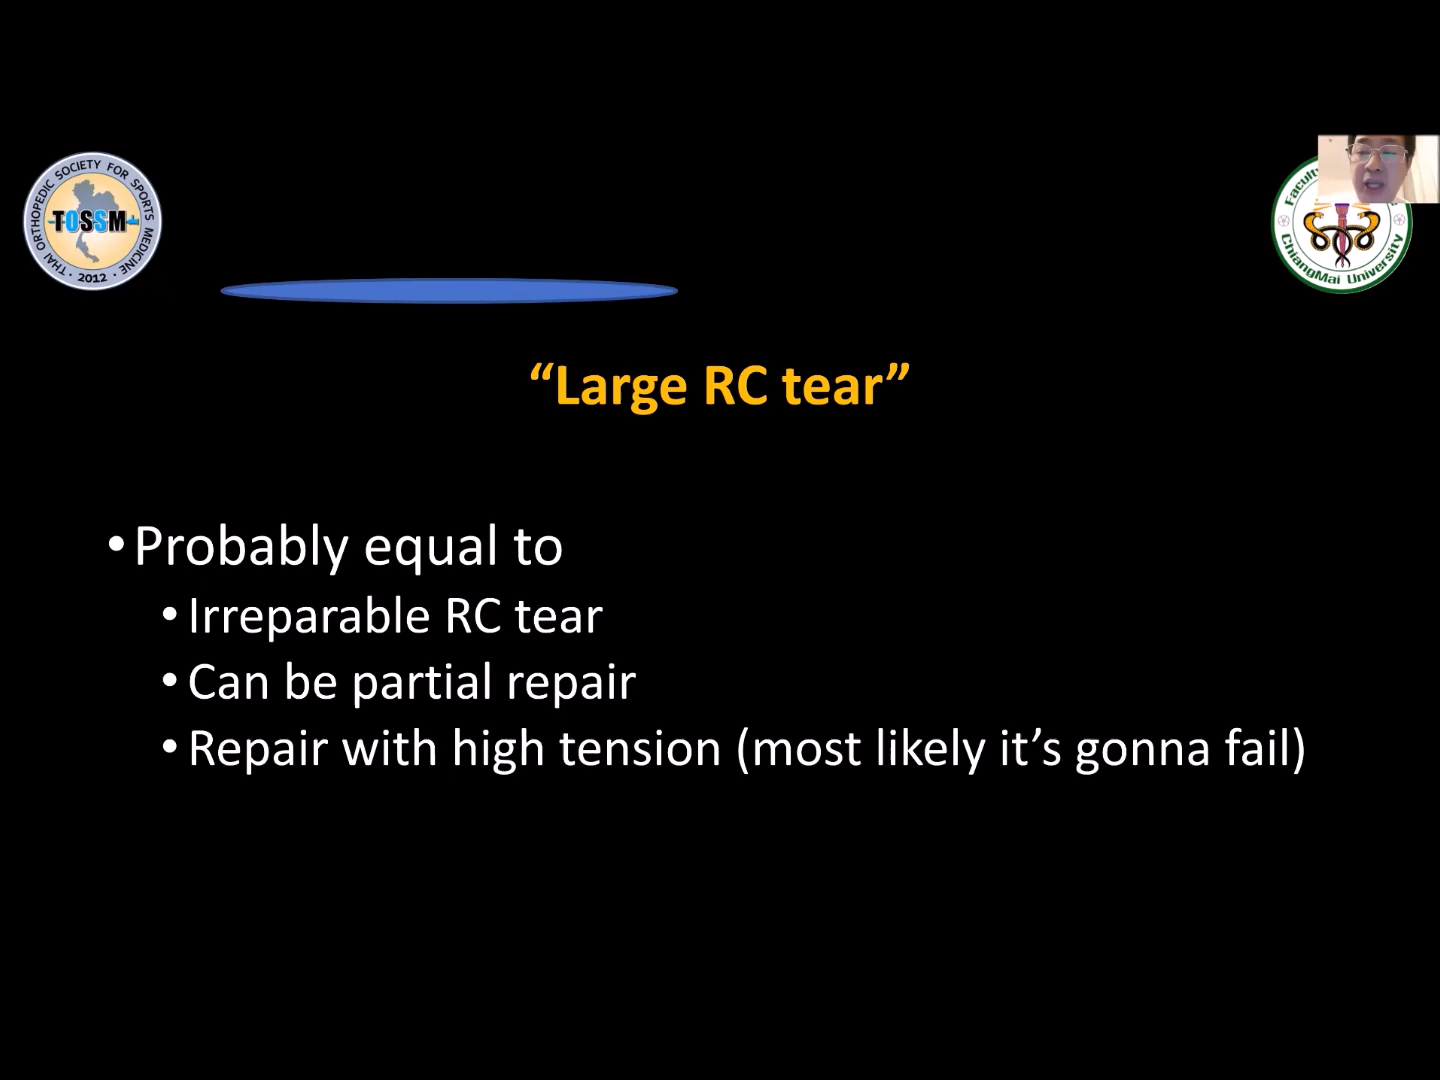 THAI ORTHOPEDIC SOCIETY FOR SPORTS MEDICINE
TOSSM
· 2012 ·
Faculty
ChiangMai University
“Large RC tear”
• Probably equal to
• Irreparable RC tear
• Can be partial repair
• Repair with high tension (most likely it’s gonna fail)